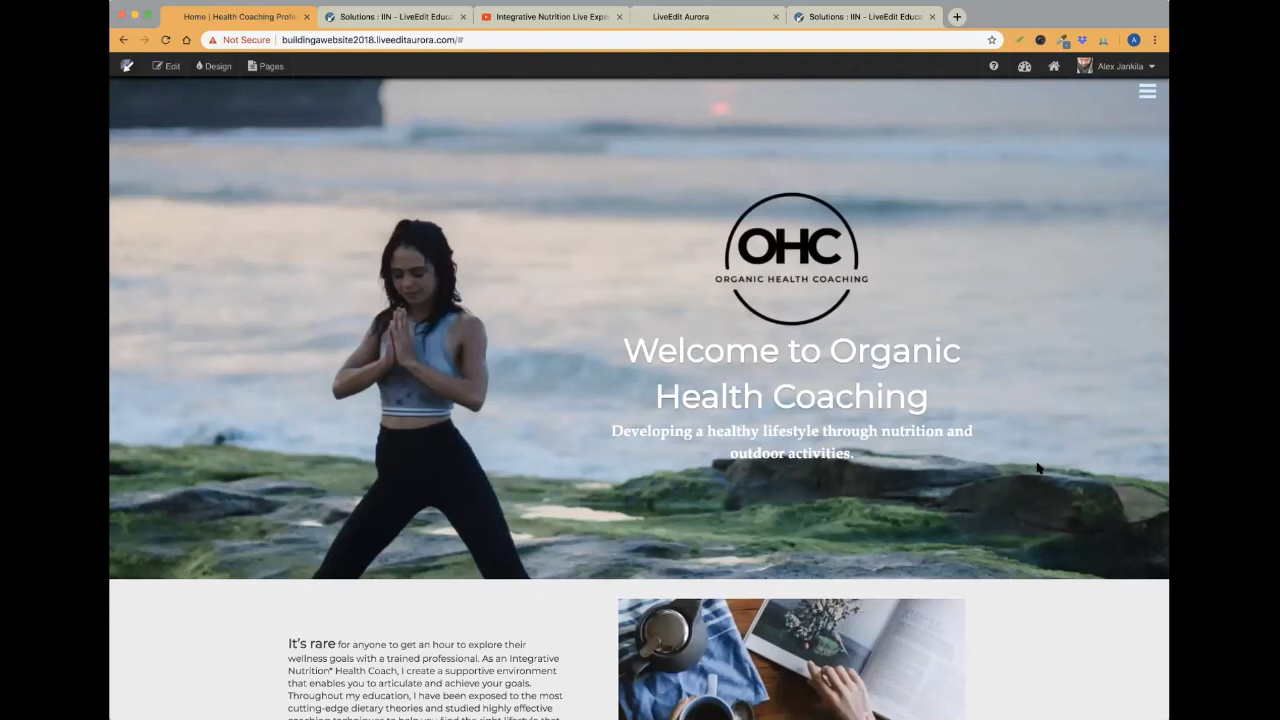 Home | Health Coaching Profe
Solutions : IIN - LiveEdit Educa
Integrative Nutrition Live Expe
LiveEdit Aurora
Solutions : IIN - LiveEdit Educa
Not Secure
buildingawebsite2018.liveeditaurora.com/#
A
Edit
Design
Pages
Alex Jankila
OHC
ORGANIC HEALTH COACHING
Welcome to Organic
Health Coaching
Developing a healthy lifestyle through nutrition and
outdoor activities.
It's rare for anyone to get an hour to explore their
wellness goals with a trained professional. As an Integrative
Nutrition* Health Coach, I create a supportive environment
that enables you to articulate and achieve your goals.
Throughout my education, I have been exposed to the most
cutting-edge dietary theories and studied highly effective